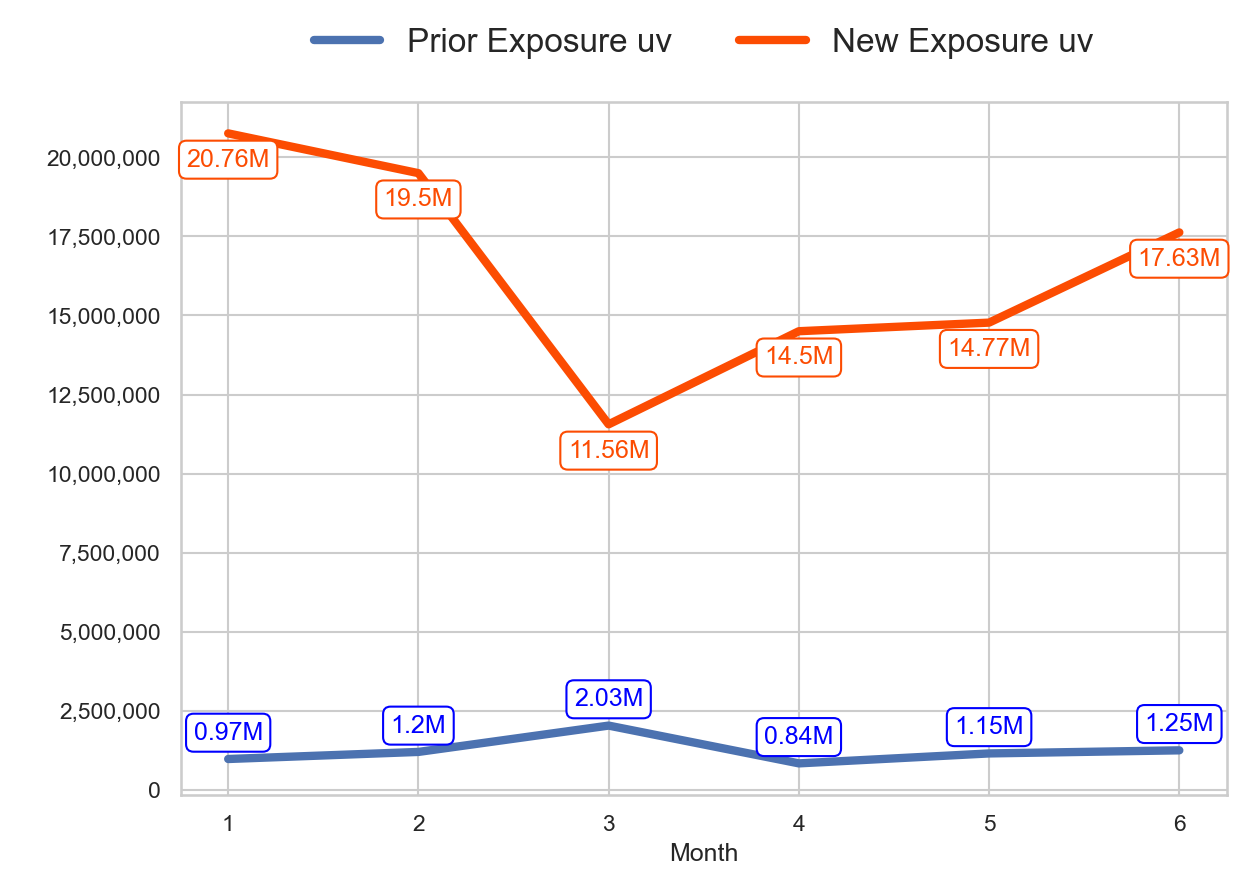 Prior Exposure uv
New Exposure uv
20,000,000
17,500,000
15,000,000
12,500,000
10,000,000
7,500,000
5,000,000
2,500,000
0
20.76M
19.5M
11.56M
14.5M
14.77M
17.63M
0.97M
1.2M
2.03M
0.84M
1.15M
1.25M
1 2 3 4 5 6
Month